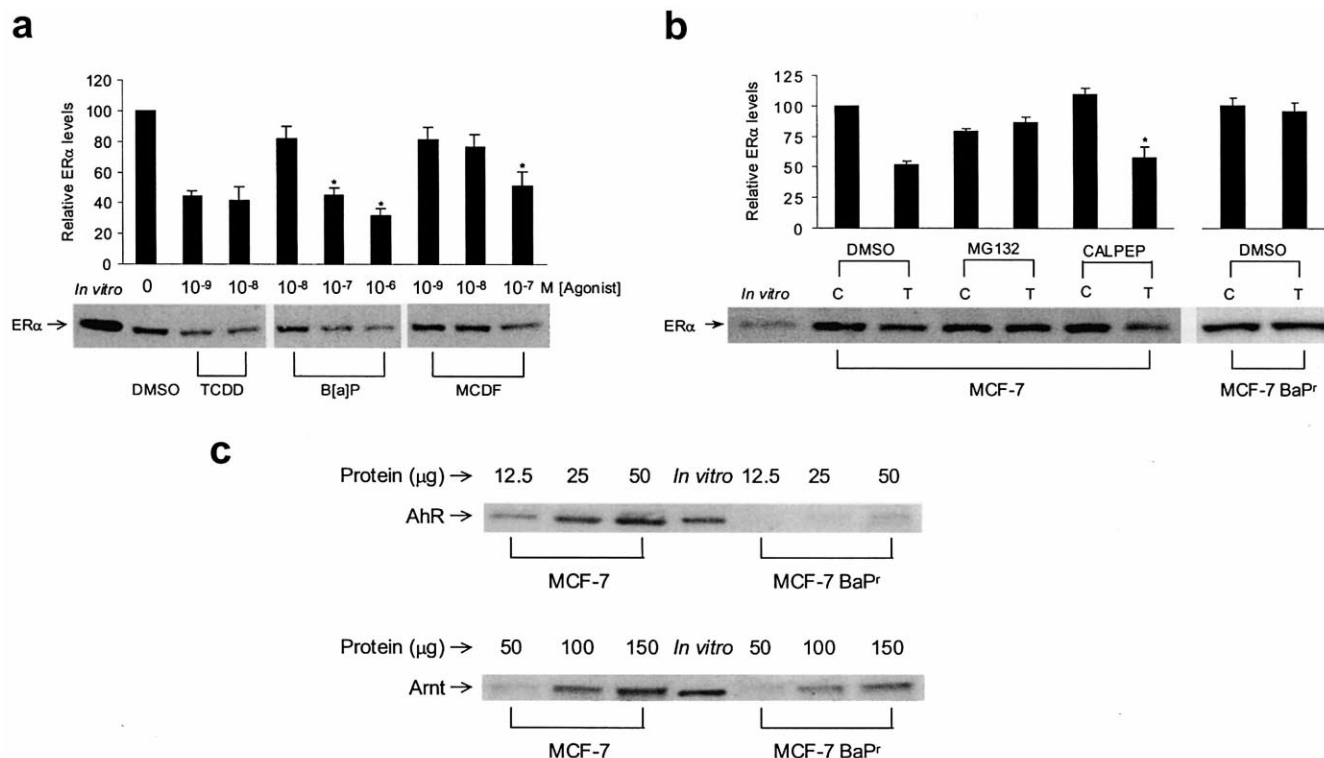 a
120
100
80
60
40
20
0
Relative ERα levels
In vitro 0 10-9 10-8 10-8 10-7 10-6 10-9 10-8 10-7 M [Agonist]
* * *
ERα →
DMSO TCDD B[a]P MCDF
b
125
100
75
50
25
0
Relative ERα levels
*
DMSO MG132 CALPEP DMSO
In vitro C T C T C T C T
ERα →
MCF-7 MCF-7 BaPr
c
Protein (μg) → 12.5 25 50 In vitro 12.5 25 50
AhR →
MCF-7 MCF-7 BaPr
Protein (μg) → 50 100 150 In vitro 50 100 150
Arnt →
MCF-7 MCF-7 BaPr